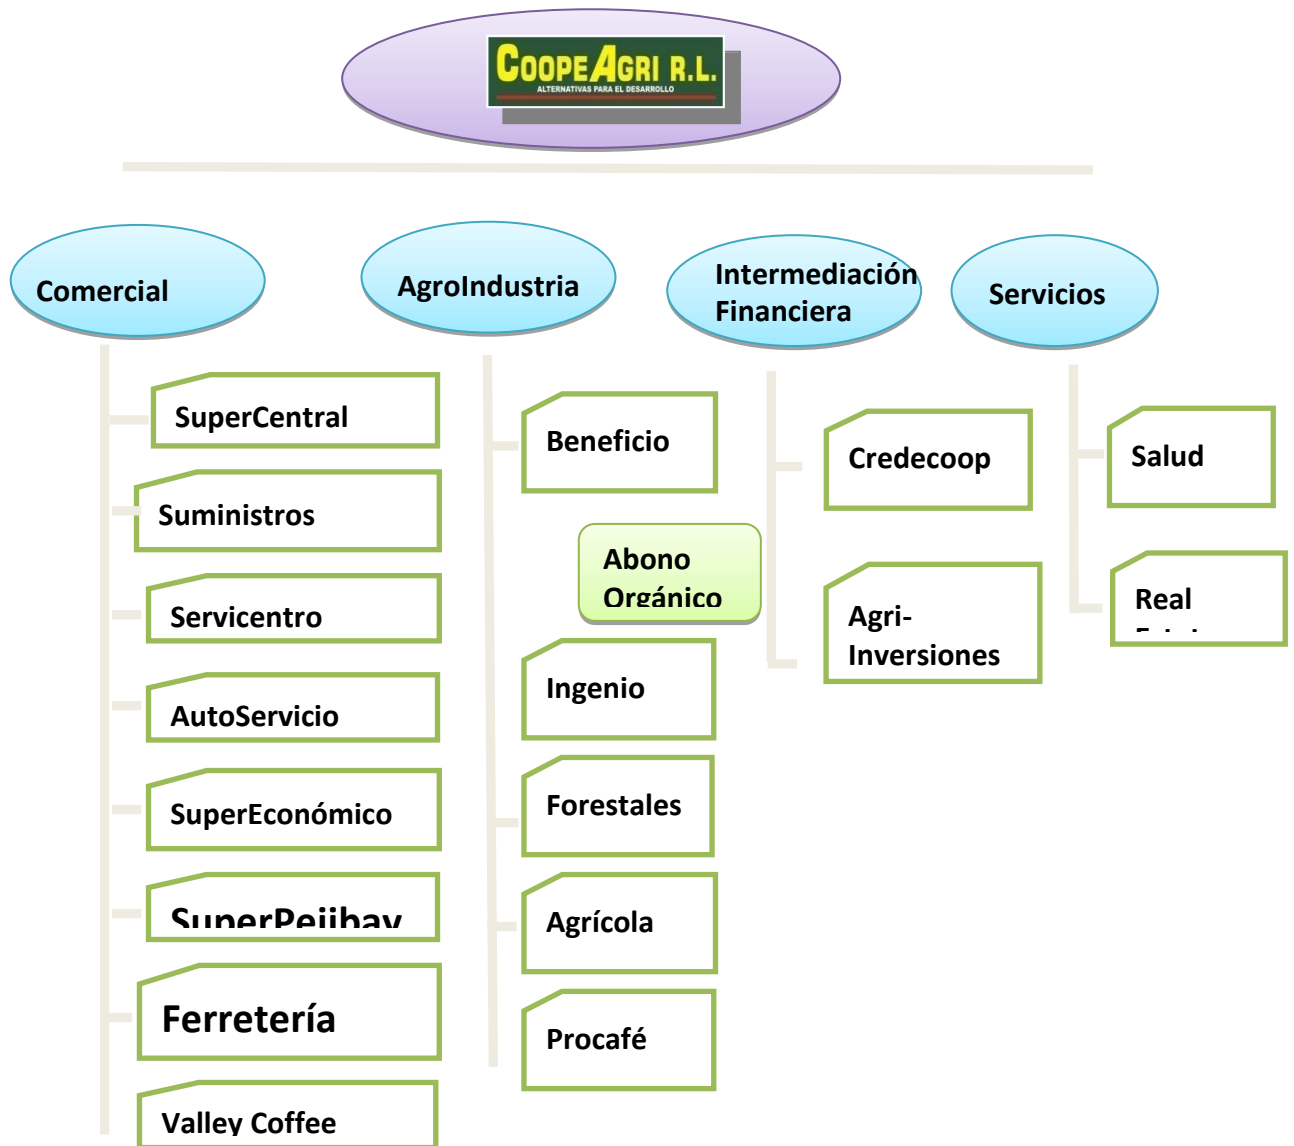 COOPEAGRI R.L.
ALTERNATIVAS PARA EL DESARROLLO
Comercial
SuperCentral
Suministros
Servicentro
AutoServicio
SuperEconómico
SuperPejibay
Ferretería
Valley Coffee
AgroIndustria
Beneficio
Abono
Orgánico
Ingenio
Forestales
Agrícola
Procafé
Intermediación
Financiera
Credecoop
Agri-
Inversiones
Servicios
Salud
Real